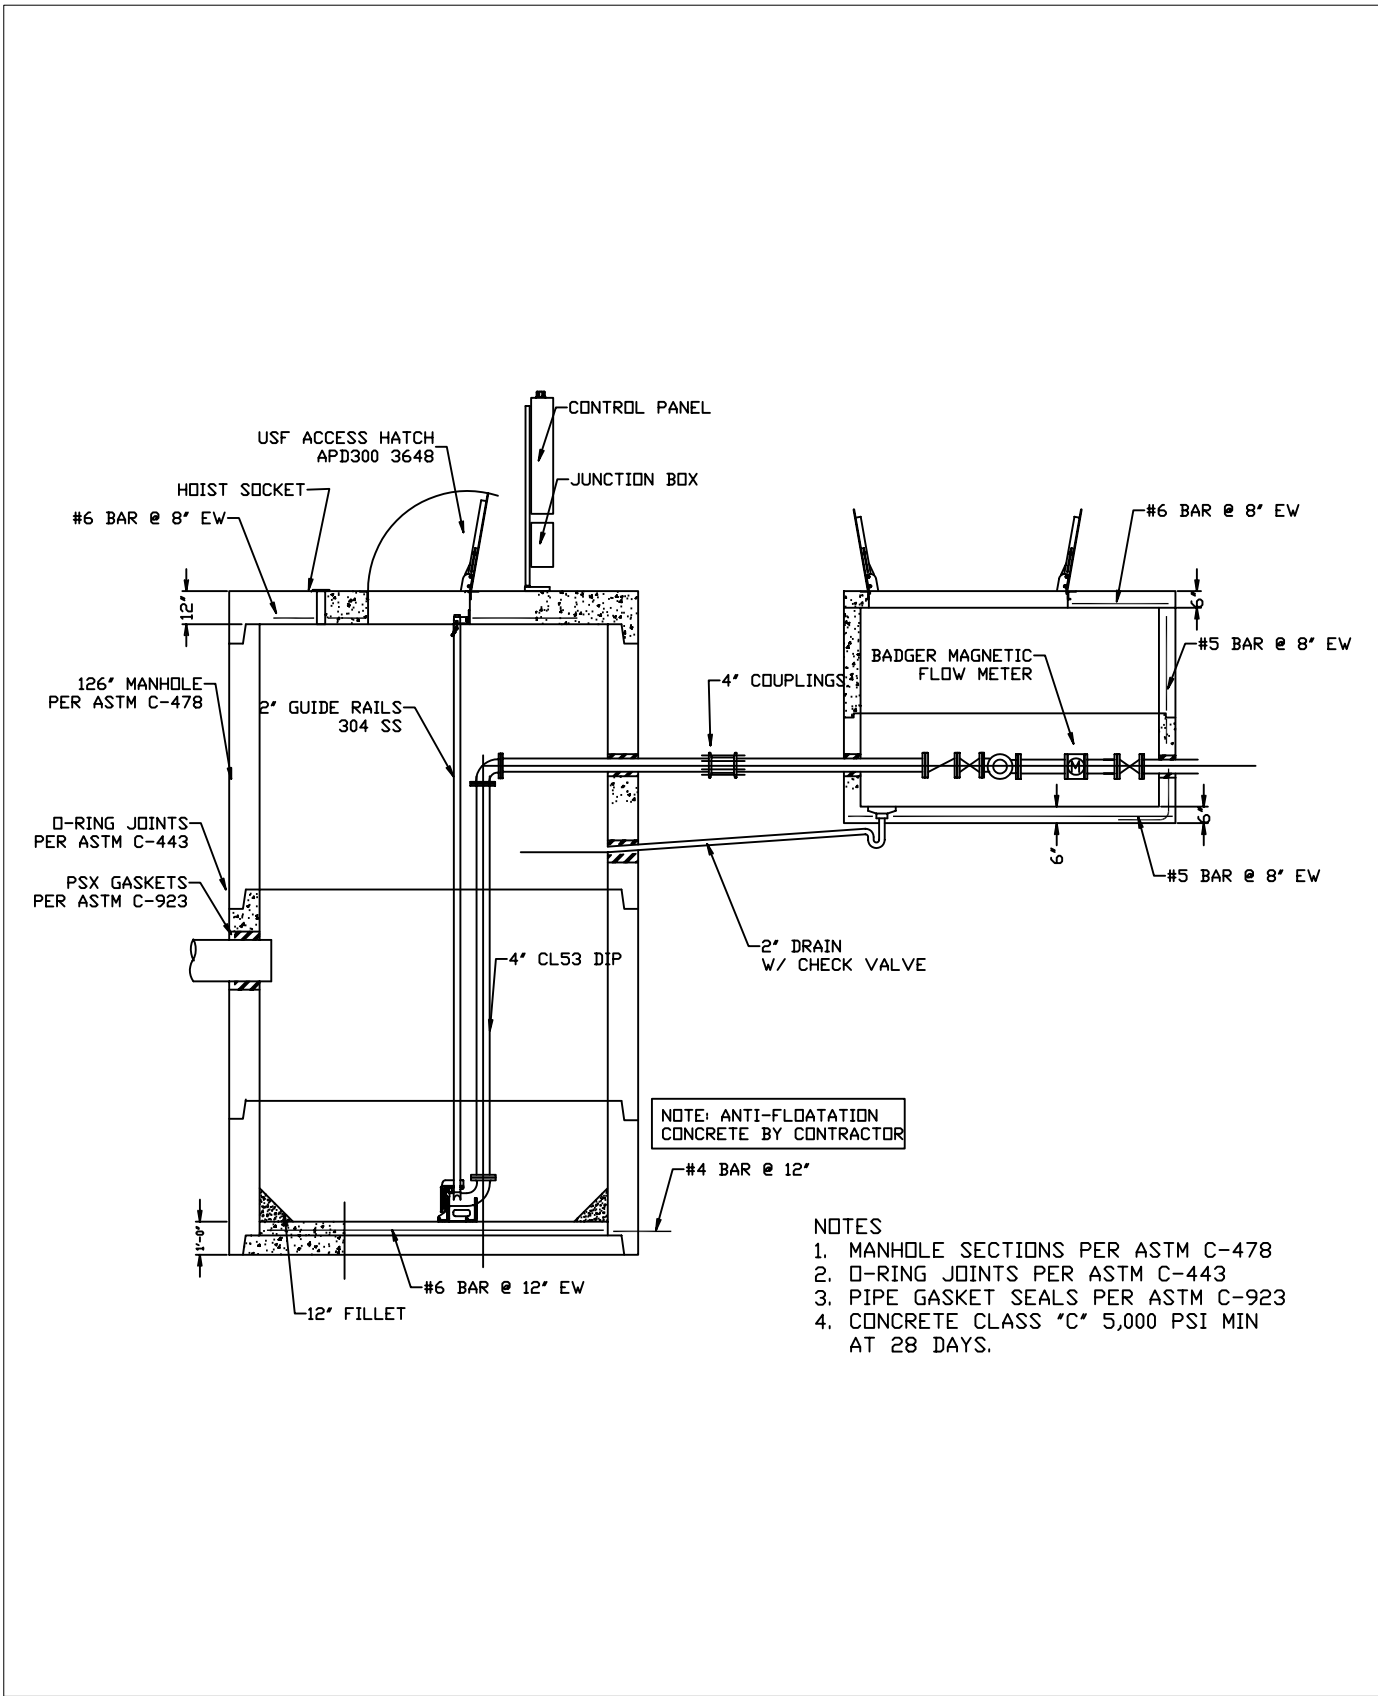 CONTROL PANEL
USF ACCESS HATCH
APD300 3648
JUNCTION BOX
HOIST SOCKET
#6 BAR @ 8" EW
#6 BAR @ 8" EW
12"
6"
#5 BAR @ 8" EW
BADGER MAGNETIC
FLOW METER
126" MANHOLE
PER ASTM C-478
2" GUIDE RAILS
304 SS
4" COUPLINGS
M
O-RING JOINTS
PER ASTM C-443
6"
6"
#5 BAR @ 8" EW
PSX GASKETS
PER ASTM C-923
4" CL53 DIP
2" DRAIN
W/ CHECK VALVE
NOTE: ANTI-FLOATATION
CONCRETE BY CONTRACTOR
#4 BAR @ 12"
1'-0"
#6 BAR @ 12" EW
12" FILLET
NOTES
1. MANHOLE SECTIONS PER ASTM C-478
2. O-RING JOINTS PER ASTM C-443
3. PIPE GASKET SEALS PER ASTM C-923
4. CONCRETE CLASS "C" 5,000 PSI MIN
AT 28 DAYS.